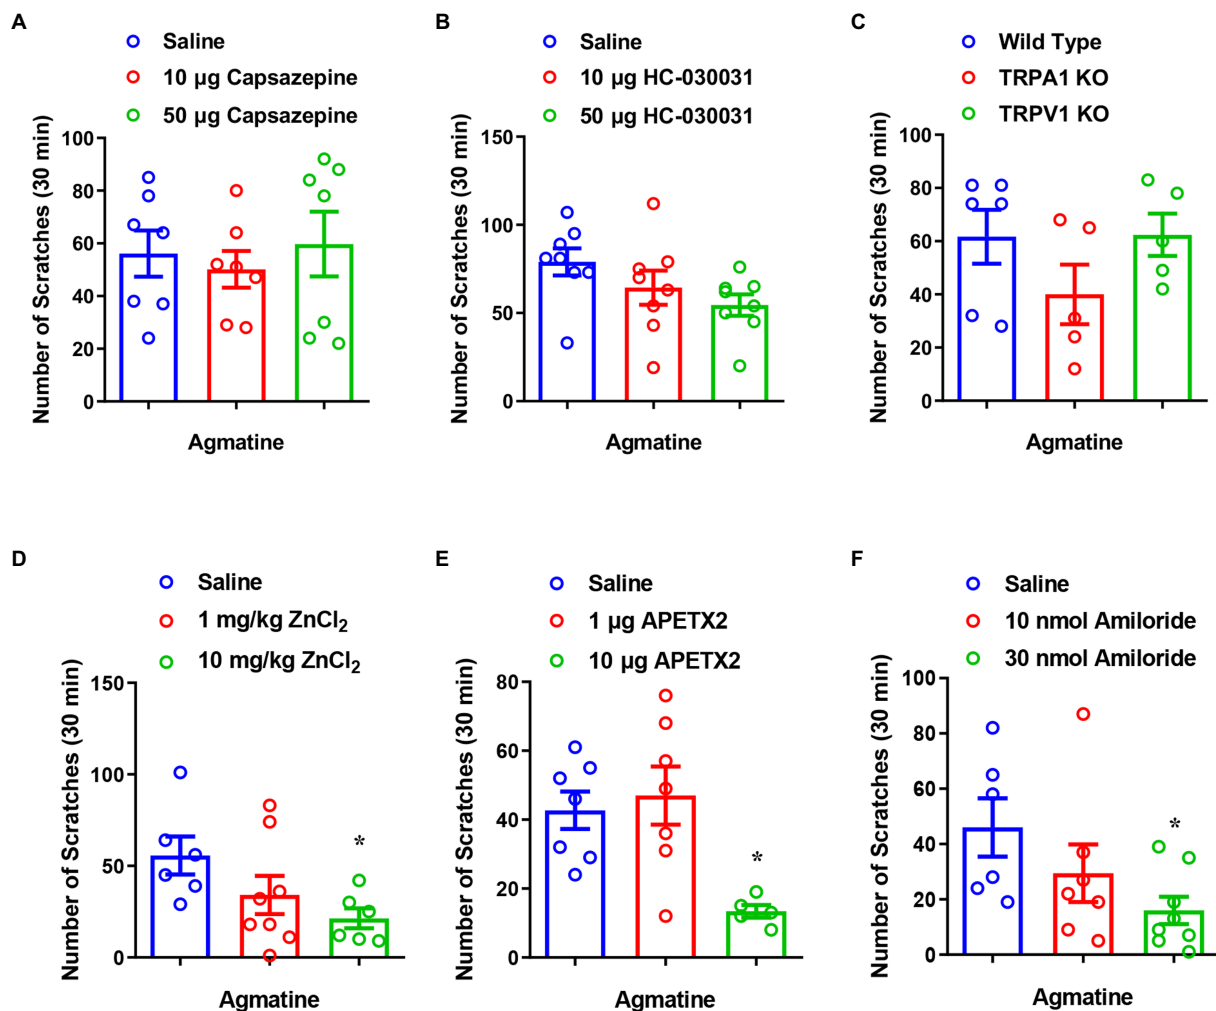 A
Saline
10 µg Capsazepine
50 µg Capsazepine
Number of Scratches (30 min)
100
80
60
40
20
0
Agmatine
B
Saline
10 µg HC-030031
50 µg HC-030031
Number of Scratches (30 min)
150
100
50
0
Agmatine
C
Wild Type
TRPA1 KO
TRPV1 KO
Number of Scratches (30 min)
100
80
60
40
20
0
Agmatine
D
Saline
1 mg/kg ZnCl₂
10 mg/kg ZnCl₂
Number of Scratches (30 min)
150
100
50
0
*
Agmatine
E
Saline
1 µg APETX2
10 µg APETX2
Number of Scratches (30 min)
80
60
40
20
0
*
Agmatine
F
Saline
10 nmol Amiloride
30 nmol Amiloride
Number of Scratches (30 min)
100
80
60
40
20
0
*
Agmatine